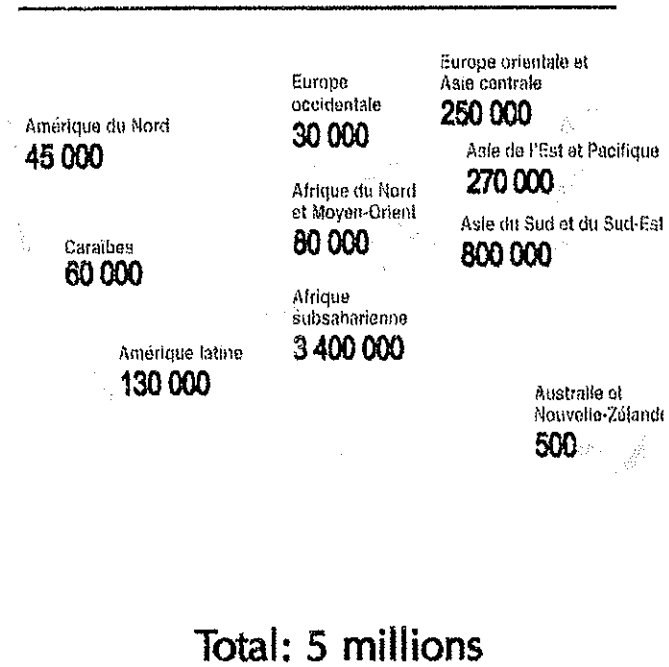 Amérique du Nord
45 000
Europe
occidentale
30 000
Europe orientale et
Asie centrale
250 000
Asie de l'Est et Pacifique
270 000
Afrique du Nord
et Moyen-Orient
80 000
Asie du Sud et du Sud-Est
800 000
Caraïbes
60 000
Afrique
subsaharienne
3 400 000
Amérique latine
130 000
Australie et
Nouvelle-Zélande
500
Total: 5 millions